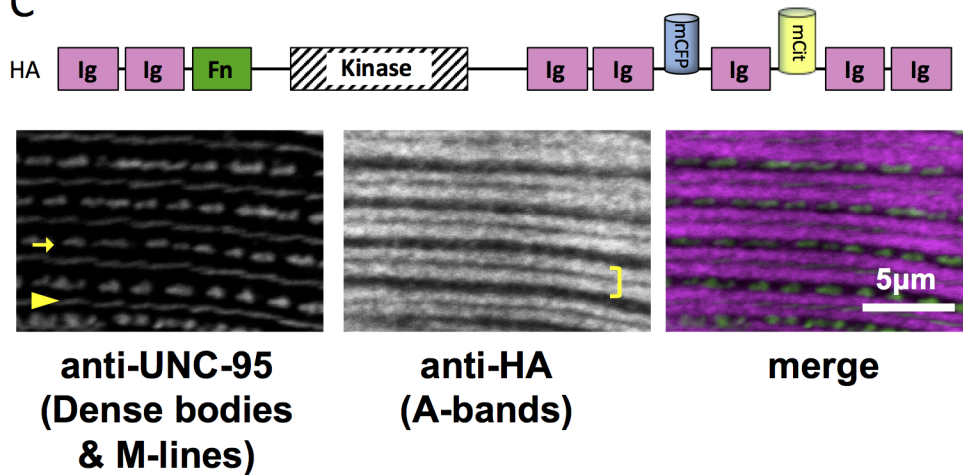 C
mCFP
mCit
HA Ig Ig Fn Kinase Ig Ig Ig Ig Ig
5µm
anti-UNC-95
(Dense bodies
& M-lines)
anti-HA
(A-bands)
merge